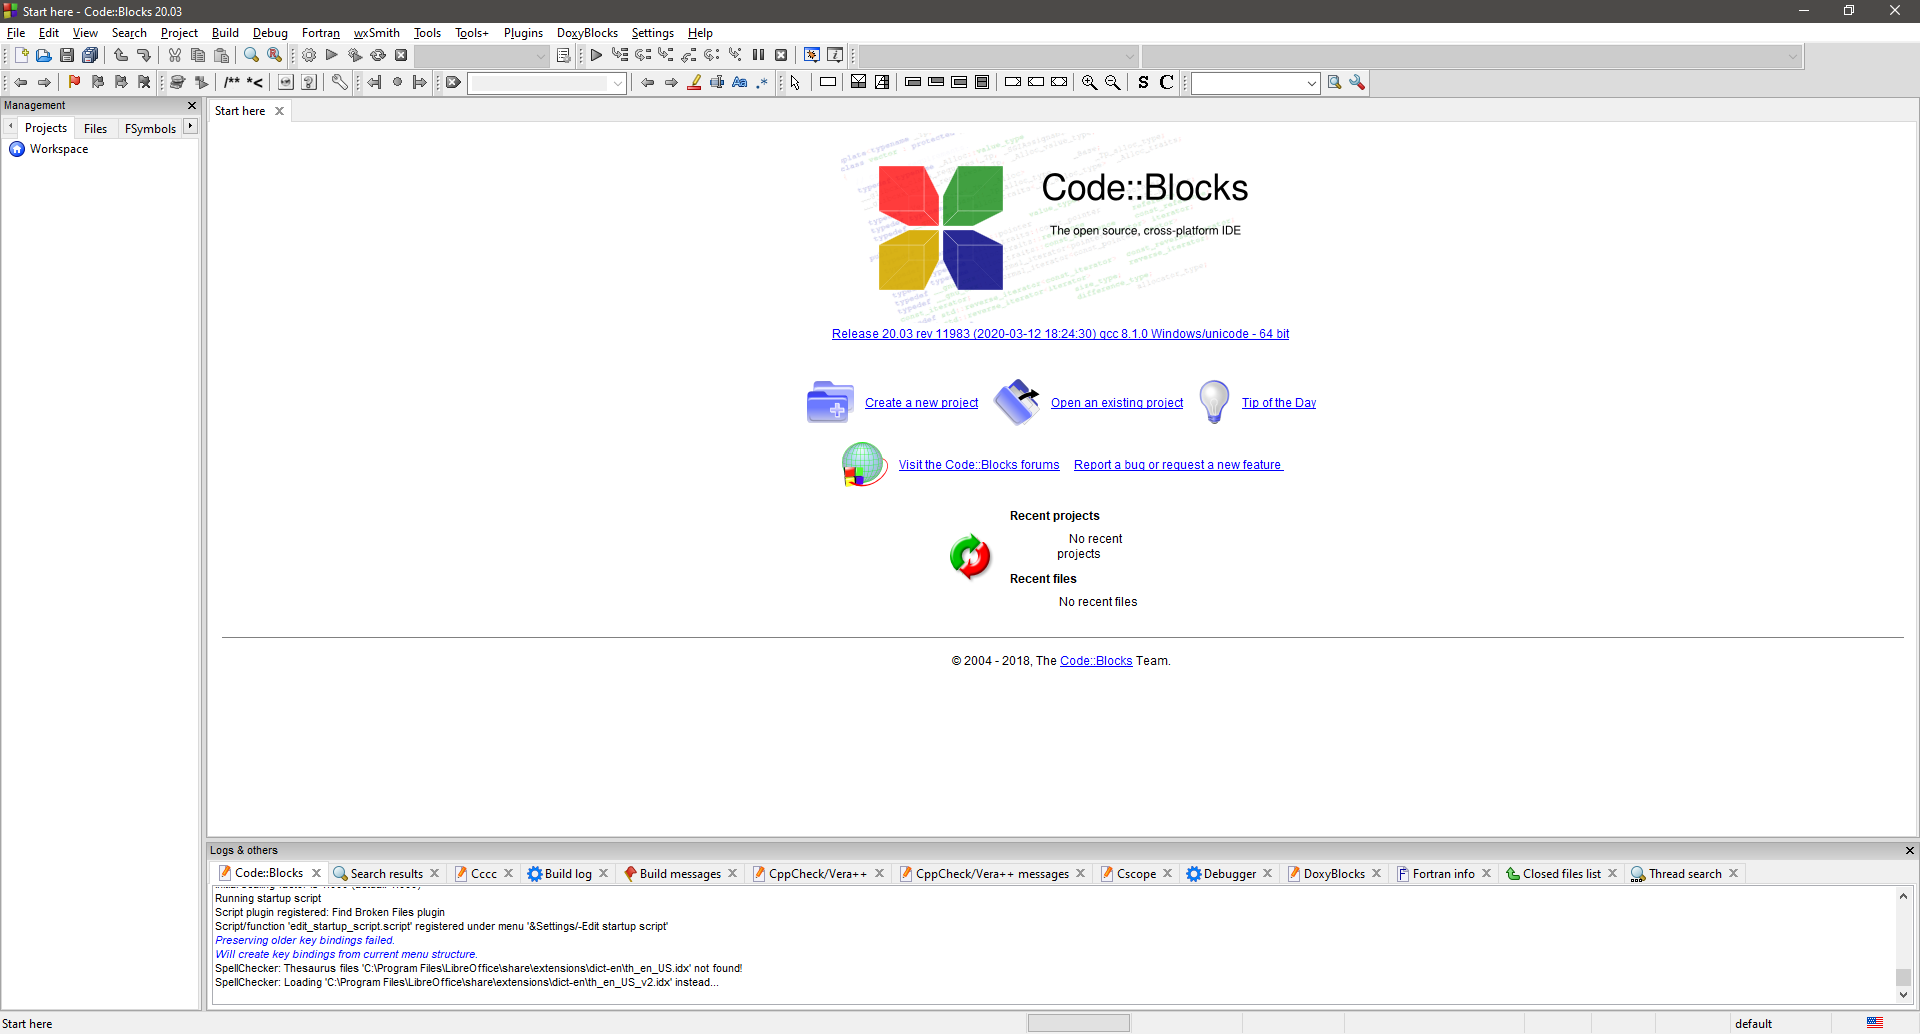 Start here - Code::Blocks 20.03
File Edit View Search Project Build Debug Fortran wxSmith Tools Tools+ Plugins DoxyBlocks Settings Help
/** *< Aa .* S C
Management
Projects Files FSymbols
Workspace
Start here
Code::Blocks
The open source, cross-platform IDE
Release 20.03 rev 11983 (2020-03-12 18:24:30) gcc 8.1.0 Windows/unicode - 64 bit
Create a new project Open an existing project Tip of the Day
Visit the Code::Blocks forums Report a bug or request a new feature
Recent projects
No recent
projects
Recent files
No recent files
© 2004 - 2018, The Code::Blocks Team.
Logs & others
Code::Blocks Search results Cccc Build log Build messages CppCheck/Vera++ CppCheck/Vera++ messages Cscope Debugger DoxyBlocks Fortran info Closed files list Thread search
Running startup script
Script plugin registered: Find Broken Files plugin
Script/function 'edit_startup_script.script' registered under menu '&Settings/-Edit startup script'
Preserving older key bindings failed.
Will create key bindings from current menu structure.
SpellChecker: Thesaurus files 'C:\Program Files\LibreOffice\share\extensions\dict-en\th_en_US.idx' not found!
SpellChecker: Loading 'C:\Program Files\LibreOffice\share\extensions\dict-en\th_en_US_v2.idx' instead...
Start here default